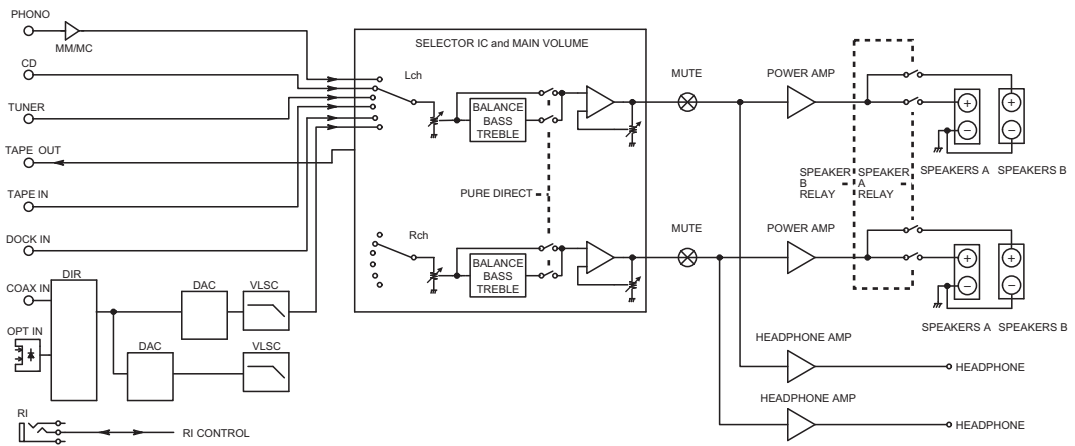 PHONO
MM/MC
CD
TUNER
TAPE OUT
TAPE IN
DOCK IN
COAX IN
OPT IN
DIR
DAC
VLSC
DAC
VLSC
RI
RI CONTROL
SELECTOR IC and MAIN VOLUME
Lch
BALANCE
BASS
TREBLE
PURE DIRECT
Rch
BALANCE
BASS
TREBLE
MUTE
POWER AMP
SPEAKER
B
RELAY
SPEAKER
A
RELAY
+
−
+
−
SPEAKERS A
SPEAKERS B
MUTE
POWER AMP
+
−
+
−
SPEAKERS A
SPEAKERS B
HEADPHONE AMP
HEADPHONE
HEADPHONE AMP
HEADPHONE